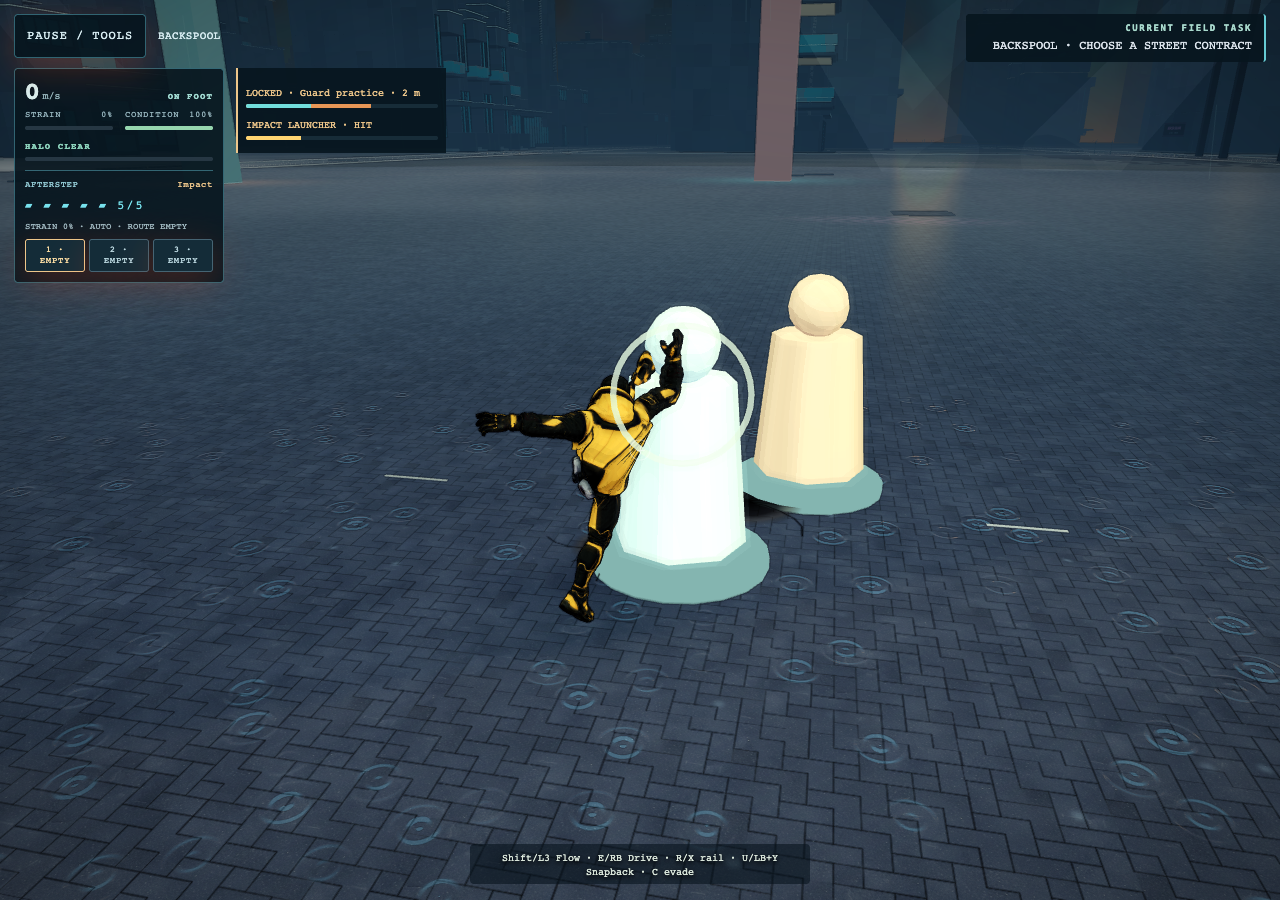 PAUSE / TOOLS
BACKSPOOL
CURRENT FIELD TASK
BACKSPOOL · CHOOSE A STREET CONTRACT
0 m/s
ON FOOT
STRAIN 0%
CONDITION 100%
HALO CLEAR
AFTERSTEP
Impact
5/5
STRAIN 0% · AUTO · ROUTE EMPTY
1 · EMPTY
2 · EMPTY
3 · EMPTY
LOCKED · Guard practice · 2 m
IMPACT LAUNCHER · HIT
Shift/L3 Flow · E/RB Drive · R/X rail · U/LB+Y
Snapback · C evade